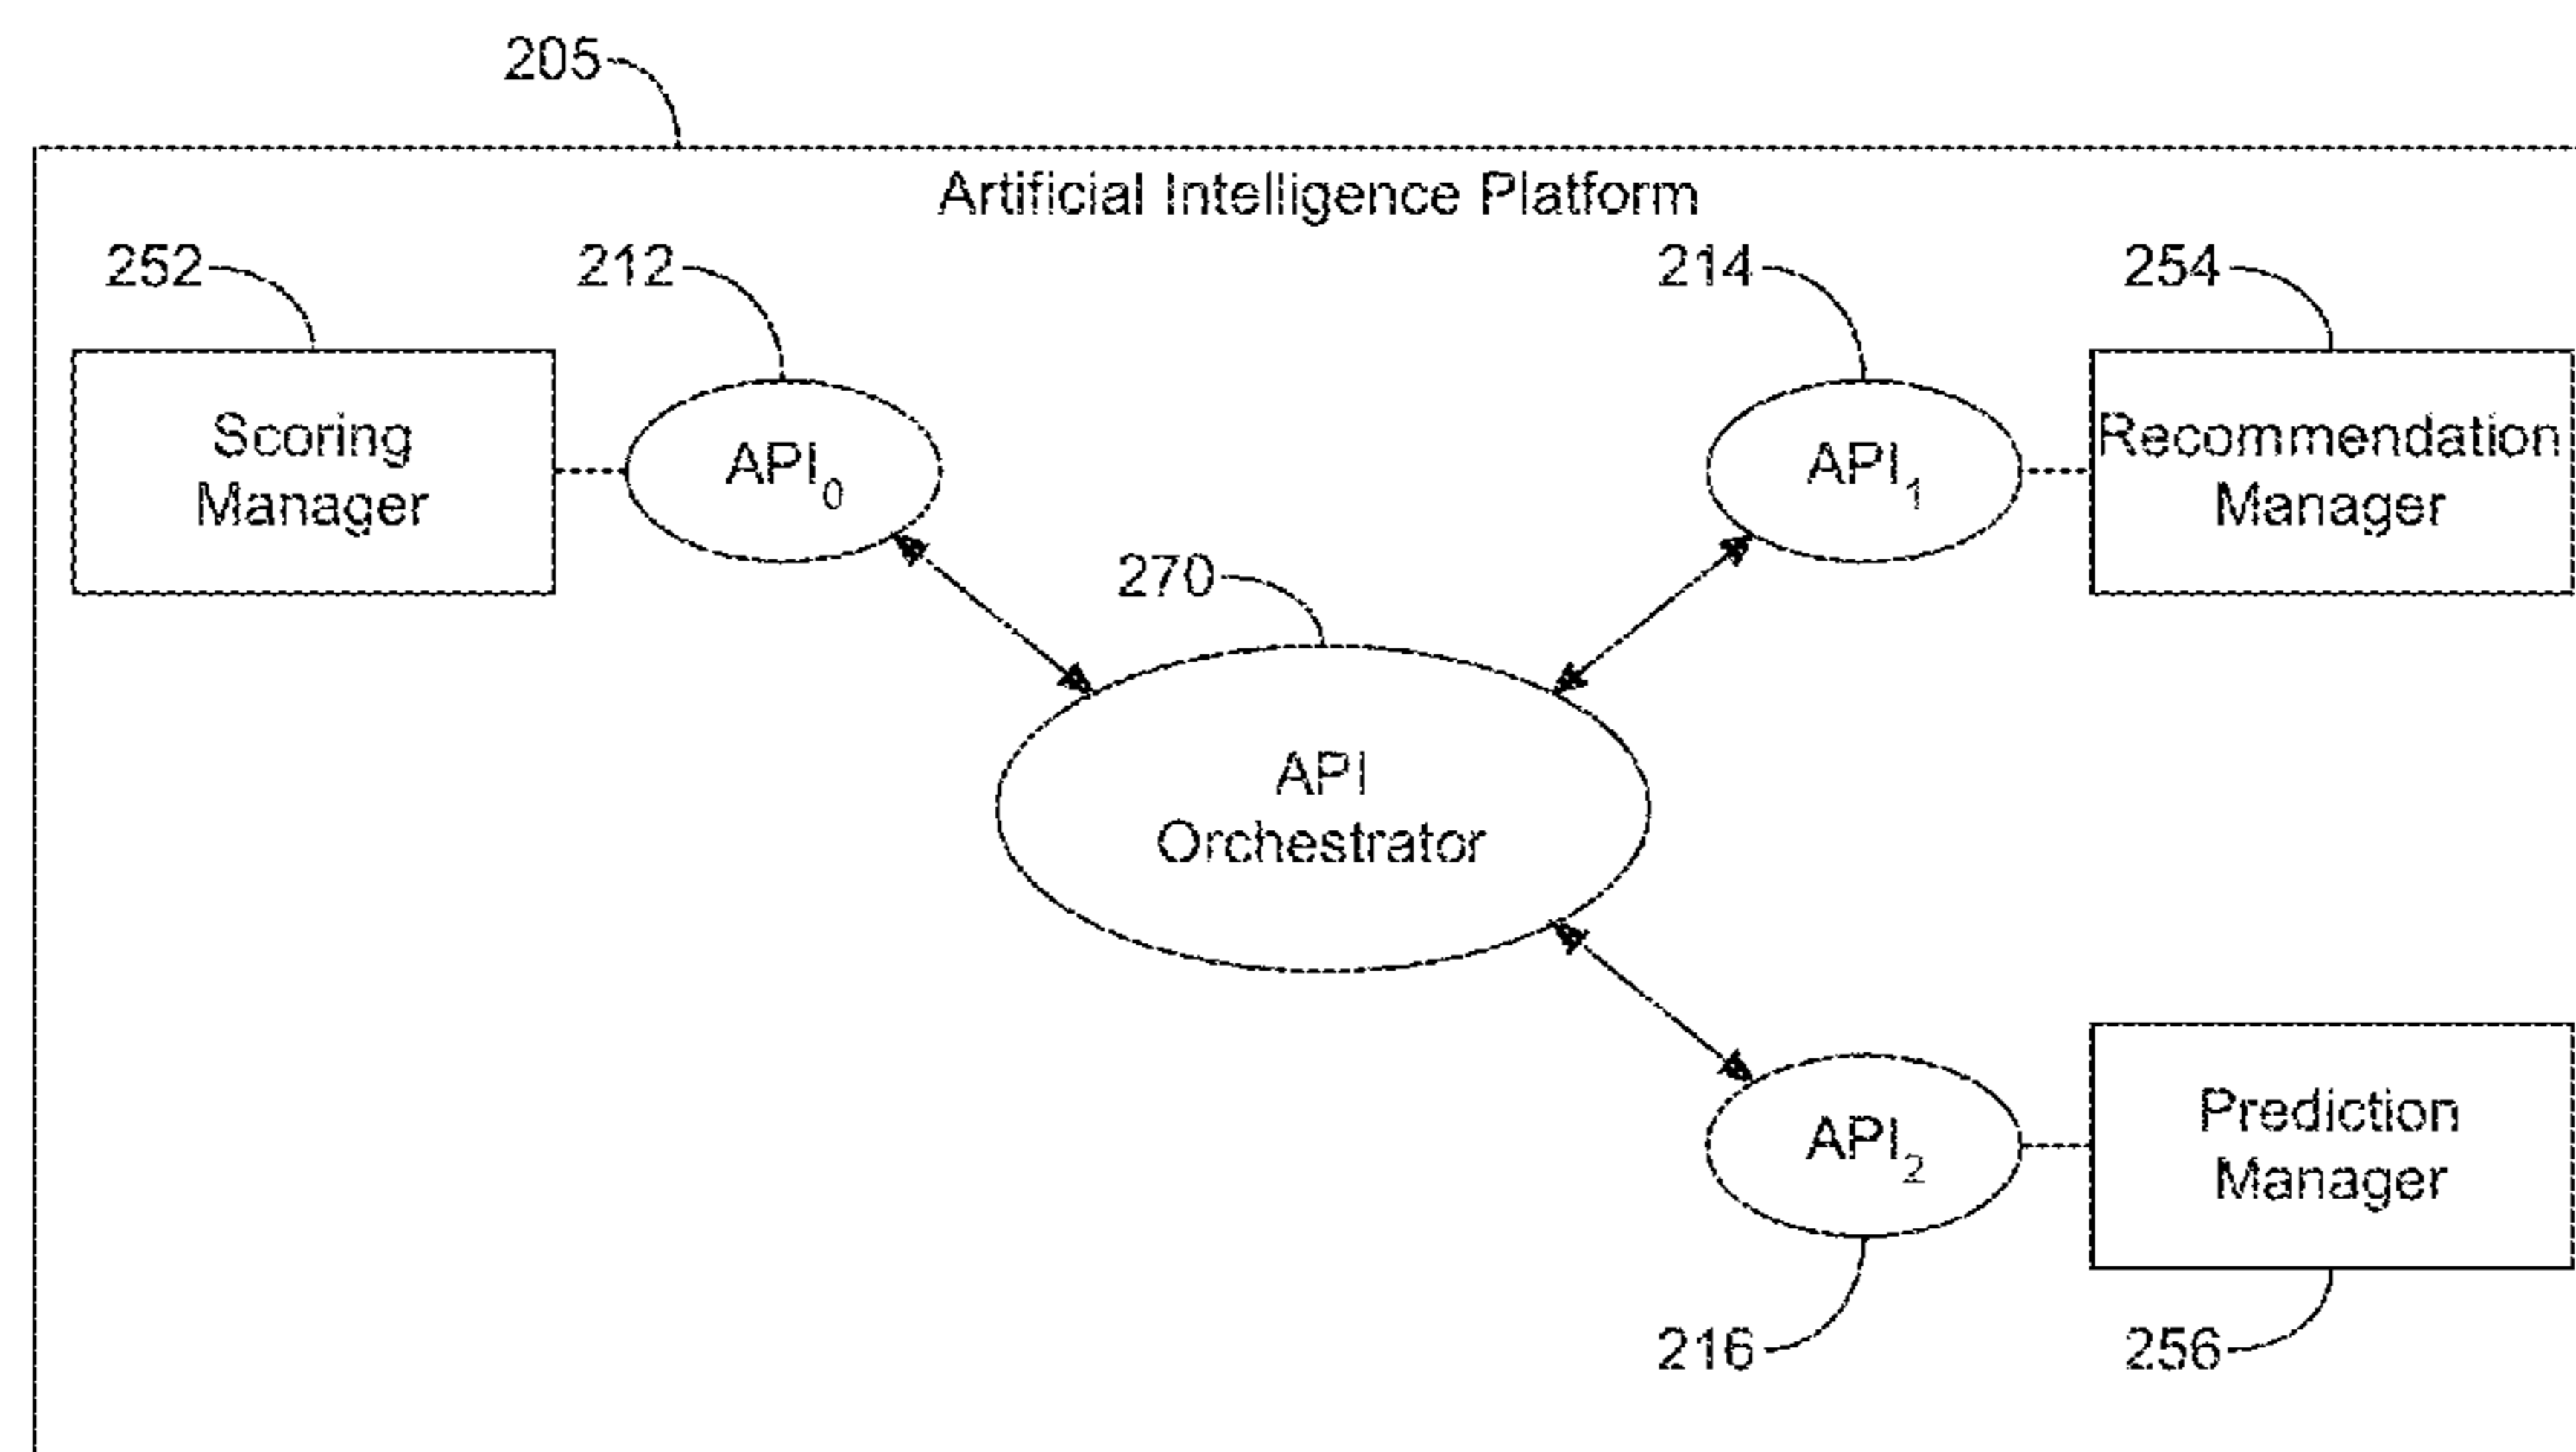 205
Artificial Intelligence Platform
252
212
214
254
Scoring
Manager
API₀
API₁
Recommendation
Manager
270
API
Orchestrator
API₂
Prediction
Manager
216
256